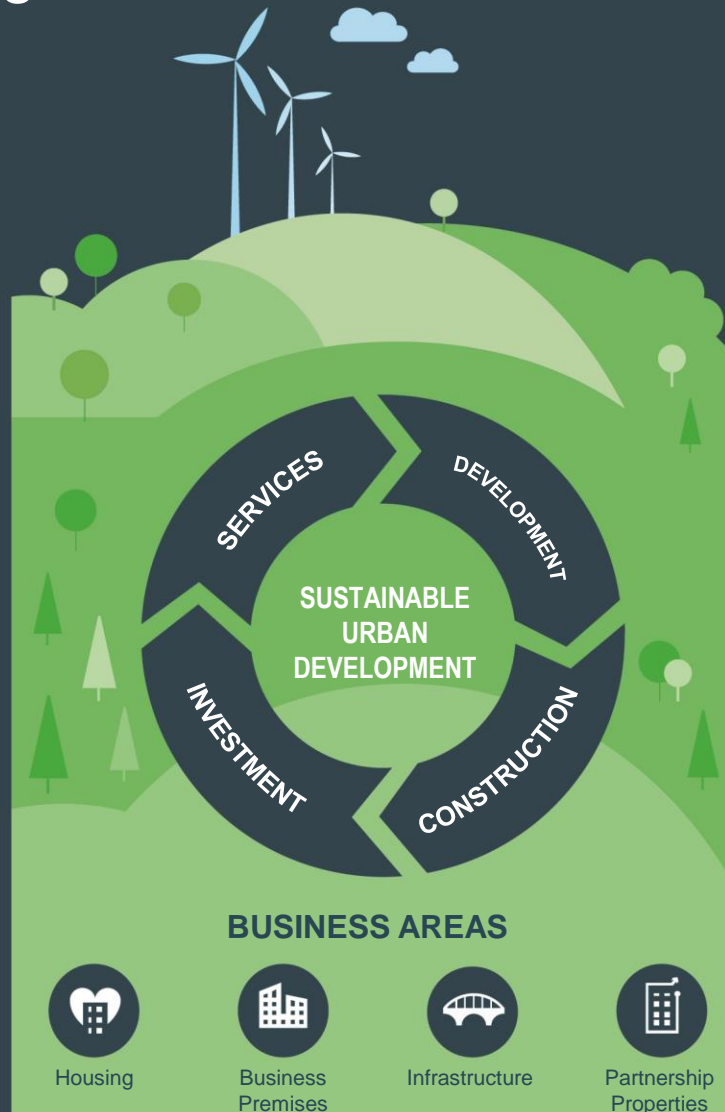 SERVICES
DEVELOPMENT
SUSTAINABLE
URBAN
DEVELOPMENT
INVESTMENT
CONSTRUCTION
BUSINESS AREAS
Housing
Business
Premises
Infrastructure
Partnership
Properties